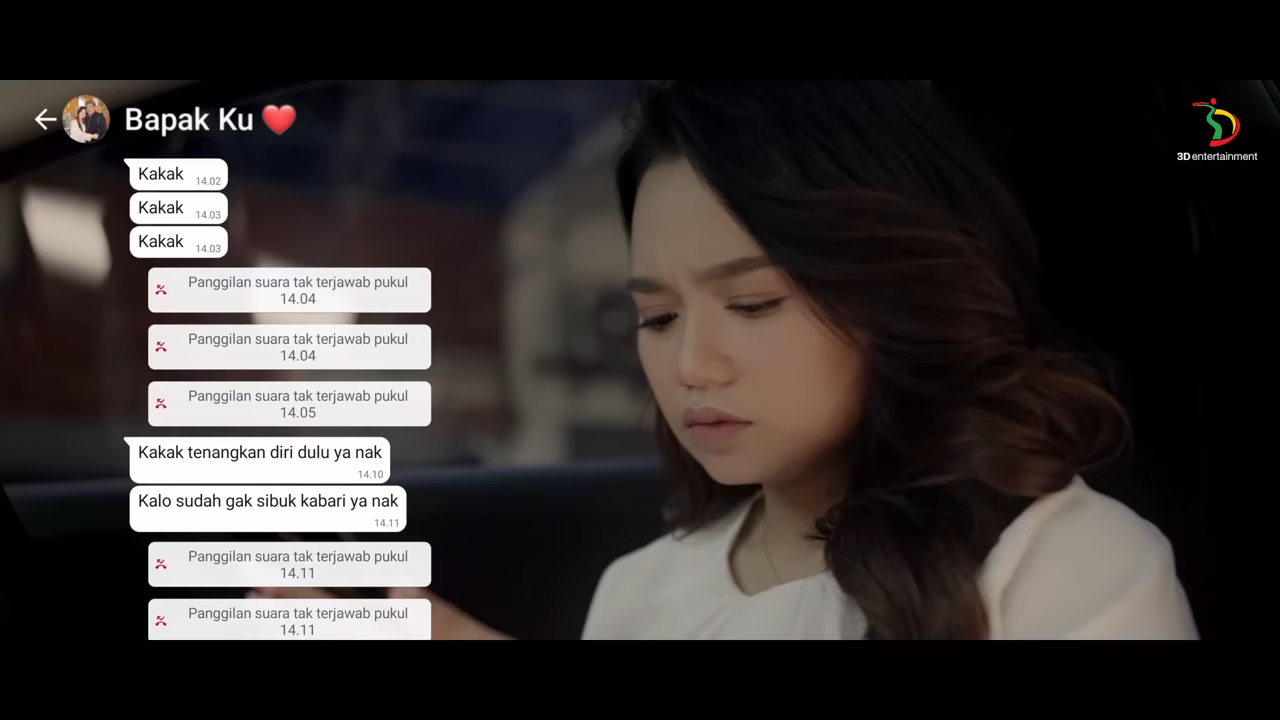 Bapak Ku ❤️
3D entertainment
Kakak 14.02
Kakak 14.03
Kakak 14.03
Panggilan suara tak terjawab pukul
14.04
Panggilan suara tak terjawab pukul
14.04
Panggilan suara tak terjawab pukul
14.05
Kakak tenangkan diri dulu ya nak
14.10
Kalo sudah gak sibuk kabari ya nak
14.11
Panggilan suara tak terjawab pukul
14.11
Panggilan suara tak terjawab pukul
14.11